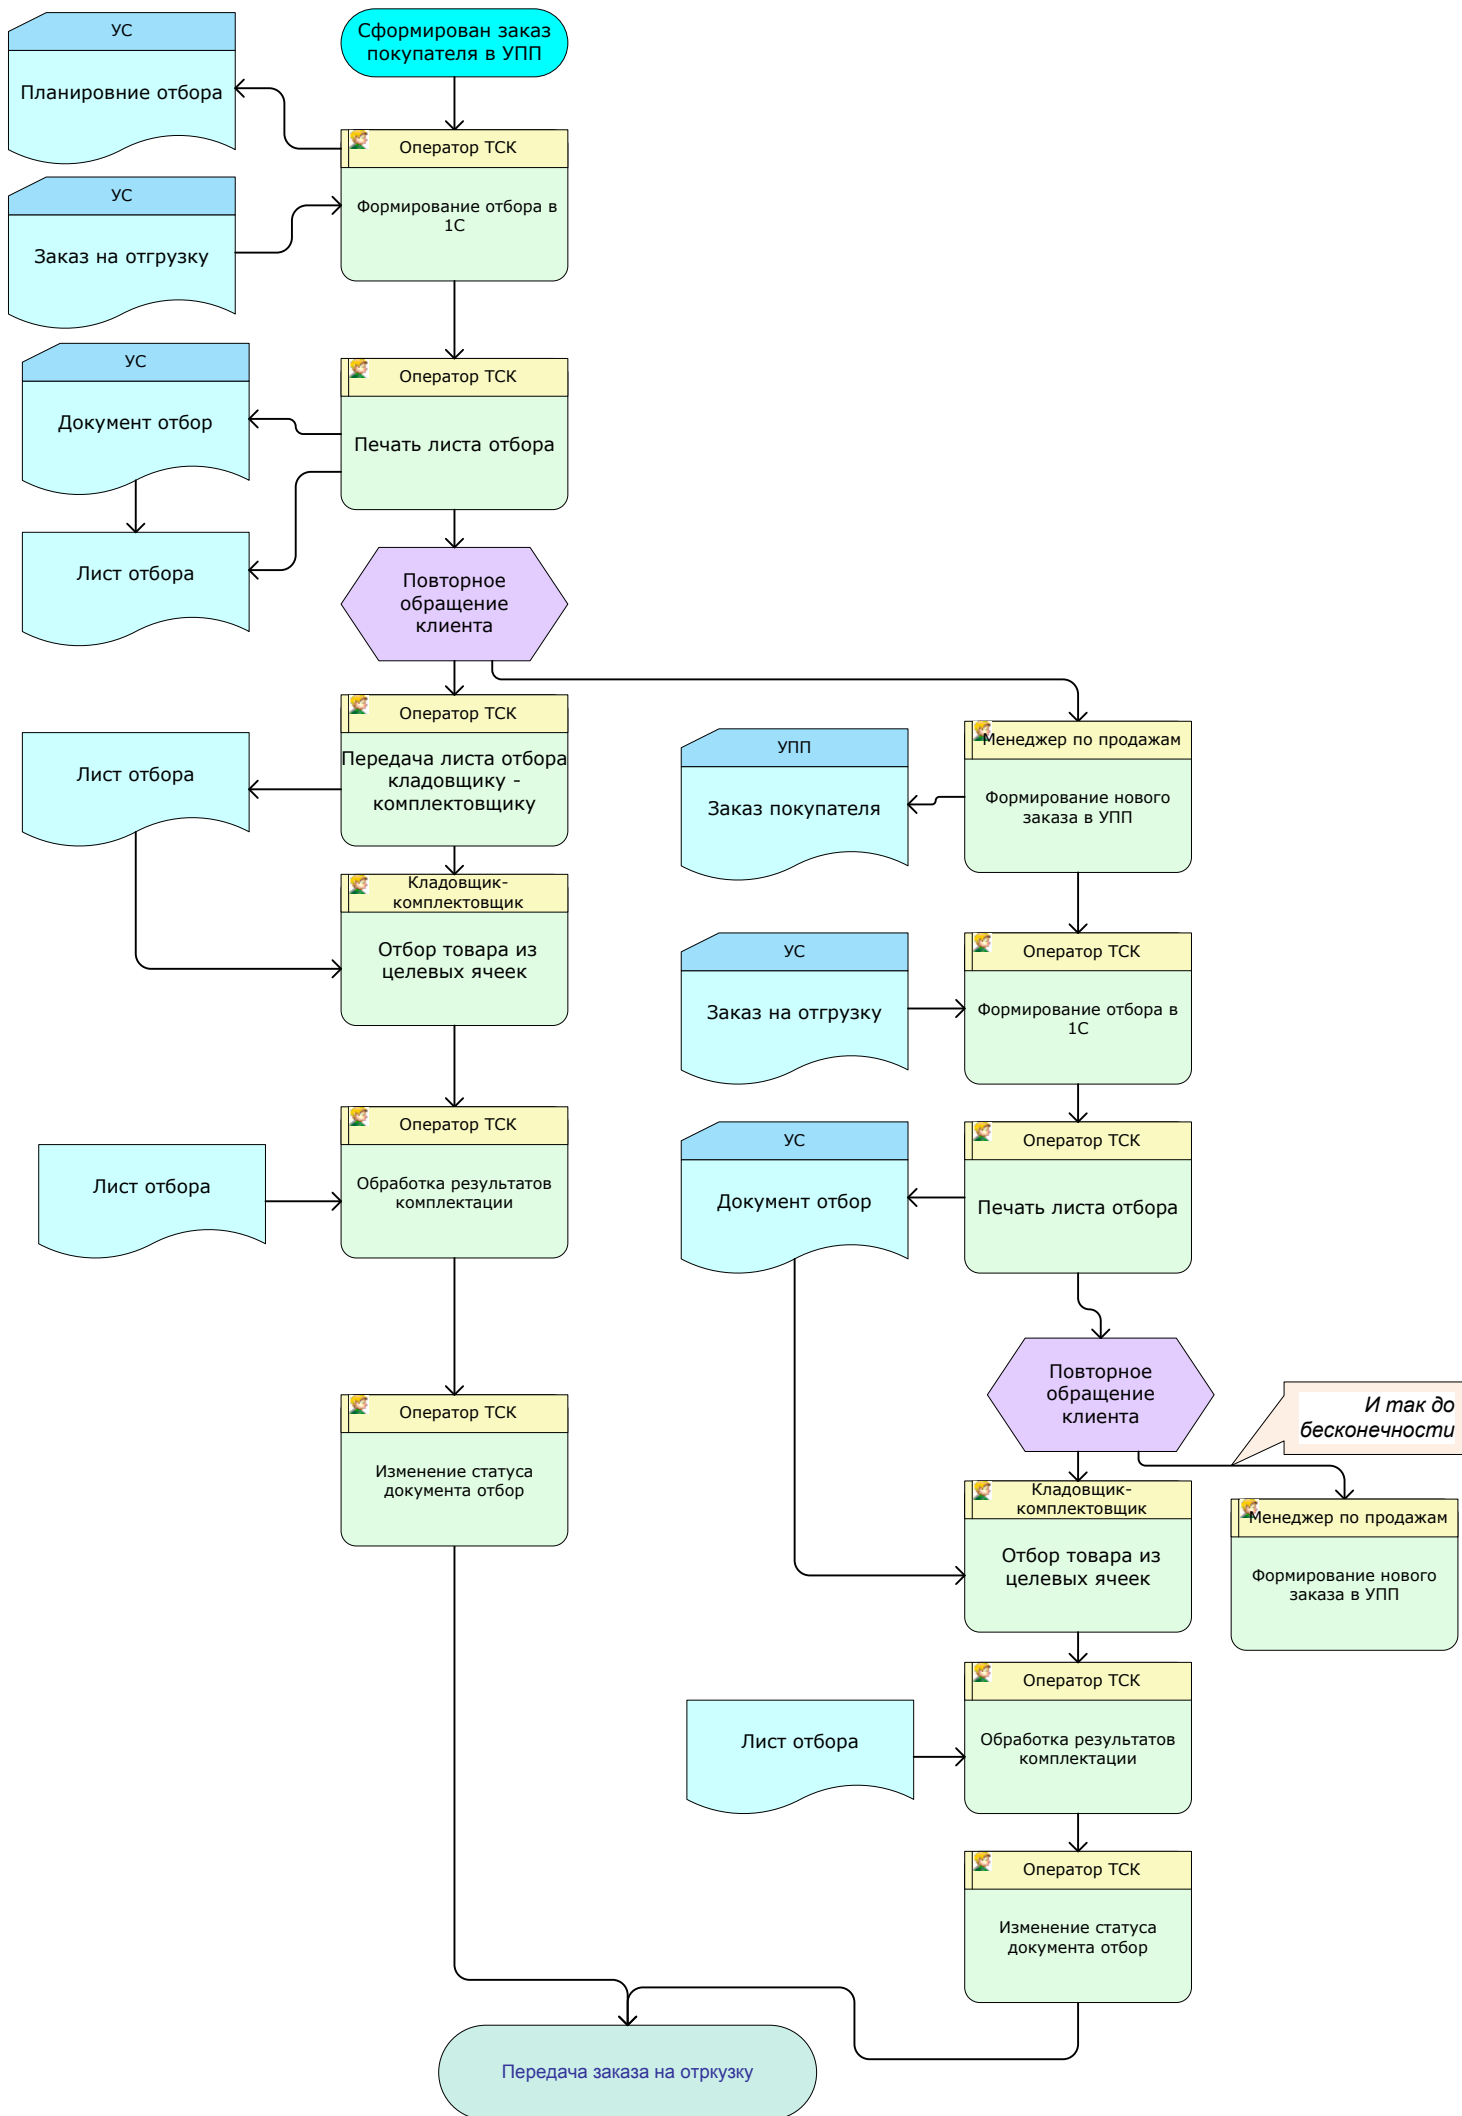 УС
Планировние отбора
Сформирован заказ
покупателя в УПП
Оператор ТСК
Формирование отбора в
1С
УС
Заказ на отгрузку
УС
Документ отбор
Оператор ТСК
Печать листа отбора
Лист отбора
Повторное
обращение
клиента
Оператор ТСК
Передача листа отбора
кладовщику -
комплектовщику
Лист отбора
Кладовщик-
комплектовщик
Отбор товара из
целевых ячеек
Оператор ТСК
Обработка результатов
комплектации
Лист отбора
Оператор ТСК
Изменение статуса
документа отбор
УПП
Заказ покупателя
Менеджер по продажам
Формирование нового
заказа в УПП
УС
Заказ на отгрузку
Оператор ТСК
Формирование отбора в
1С
УС
Документ отбор
Оператор ТСК
Печать листа отбора
Повторное
обращение
клиента
И так до
бесконечности
Кладовщик-
комплектовщик
Отбор товара из
целевых ячеек
Менеджер по продажам
Формирование нового
заказа в УПП
Оператор ТСК
Обработка результатов
комплектации
Лист отбора
Оператор ТСК
Изменение статуса
документа отбор
Передача заказа на отркузку